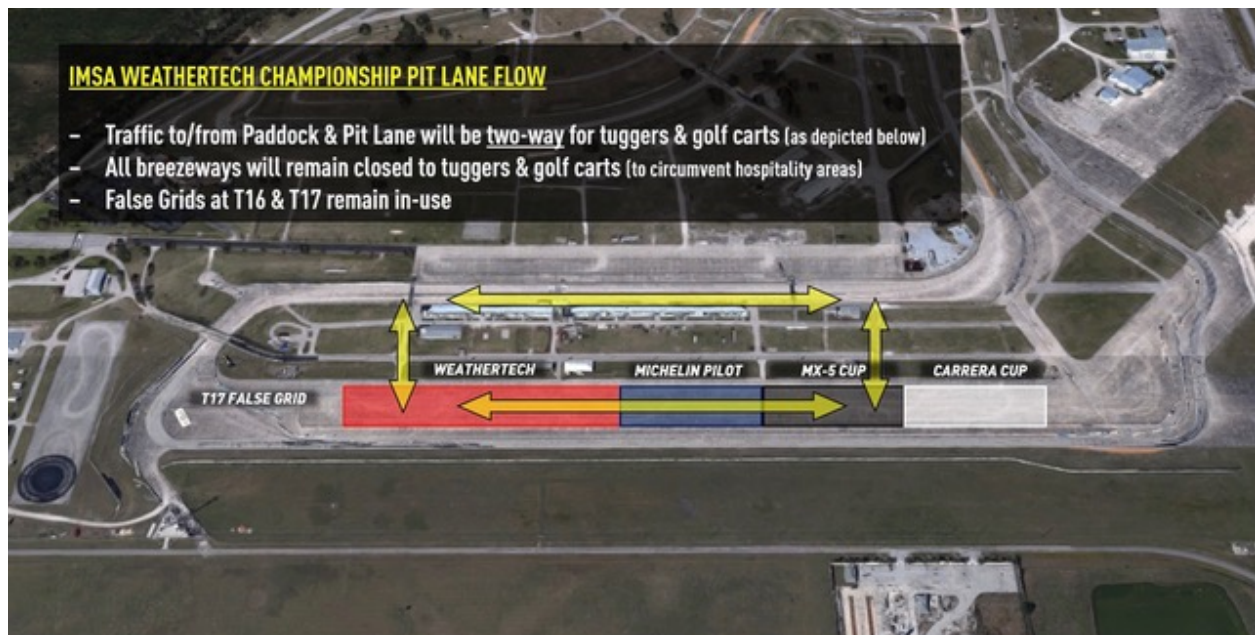 IMSA WEATHERTECH CHAMPIONSHIP PIT LANE FLOW
– Traffic to/from Paddock & Pit Lane will be two-way for tuggers & golf carts (as depicted below)
– All breezeways will remain closed to tuggers & golf carts (to circumvent hospitality areas)
– False Grids at T16 & T17 remain in-use
WEATHERTECH
MICHELIN PILOT
MX-5 CUP
CARRERA CUP
T17 FALSE GRID